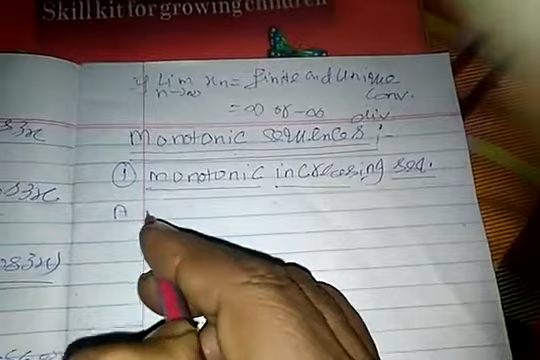 Skill kit for growing children
if lim xn = finite and unique
n→∞ conv.
= ∞ or -∞ div.
Monotonic sequences :-
① monotonic increasing seq.
A